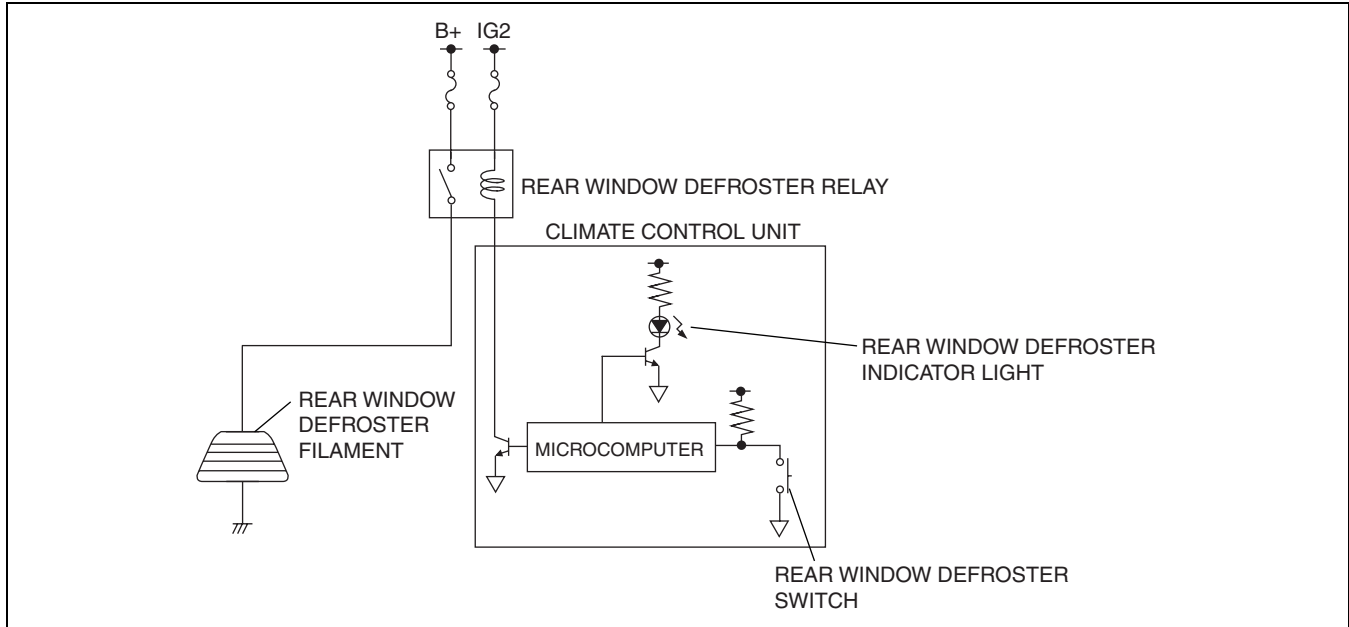 B+ IG2
REAR WINDOW DEFROSTER RELAY
CLIMATE CONTROL UNIT
REAR WINDOW DEFROSTER
INDICATOR LIGHT
REAR WINDOW
DEFROSTER
FILAMENT
MICROCOMPUTER
REAR WINDOW DEFROSTER
SWITCH